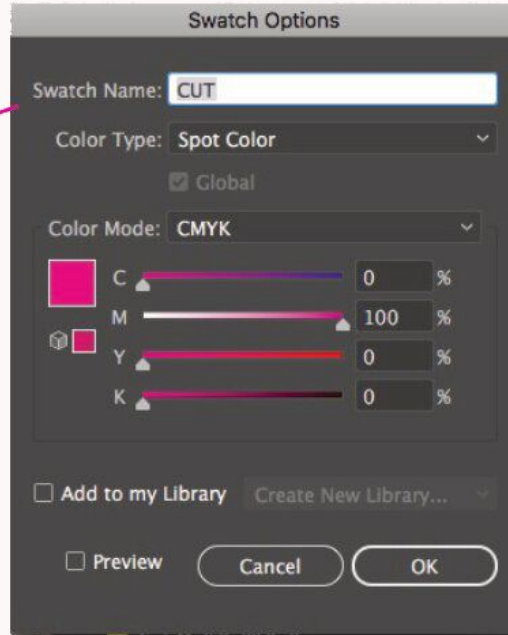 Swatch Options
Swatch Name: CUT
Color Type: Spot Color
Global
Color Mode: CMYK
C 0 %
M 100 %
Y 0 %
K 0 %
Add to my Library Create New Library...
Preview Cancel OK